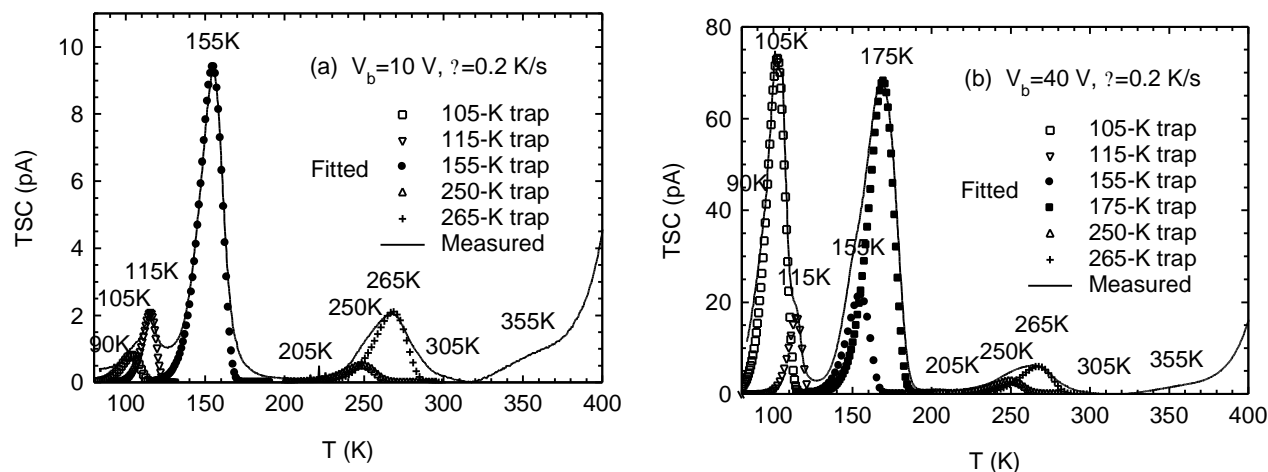 10
8
6
4
2
0
TSC (pA)
155K
(a) V_b=10 V, ?=0.2 K/s
105-K trap
115-K trap
Fitted
155-K trap
250-K trap
265-K trap
Measured
115K
105K
90K
265K
250K
205K
305K
355K
100 150 200 250 300 350 400
T (K)
80
60
40
20
0
TSC (pA)
105K
175K
(b) V_b=40 V, ?=0.2 K/s
105-K trap
115-K trap
155-K trap
Fitted
175-K trap
250-K trap
265-K trap
Measured
90K
155K
115K
265K
250K
205K
305K
355K
100 150 200 250 300 350 400
T (K)